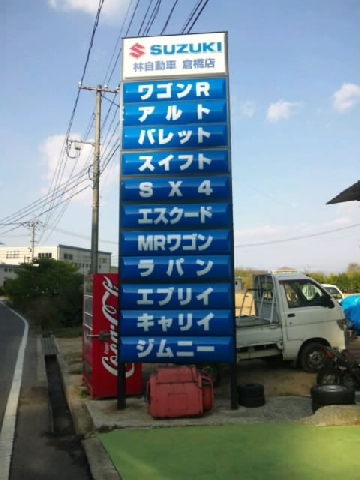 SUZUKI
林自動車 倉橋店
ワゴンR
アルト
パレット
スイフト
SX4
エスクード
MRワゴン
ラパン
エブリイ
キャリイ
ジムニー
Coca-Cola